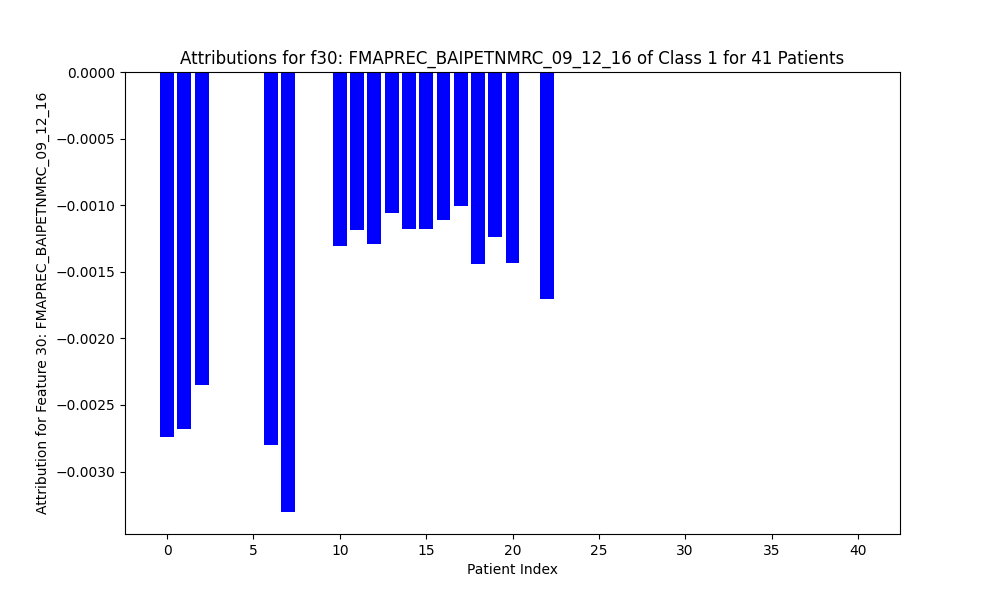 Attributions for f30: FMAPREC_BAIPETNMRC_09_12_16 of Class 1 for 41 Patients
Attribution for Feature 30: FMAPREC_BAIPETNMRC_09_12_16
0.0000
−0.0005
−0.0010
−0.0015
−0.0020
−0.0025
−0.0030
0 5 10 15 20 25 30 35 40
Patient Index